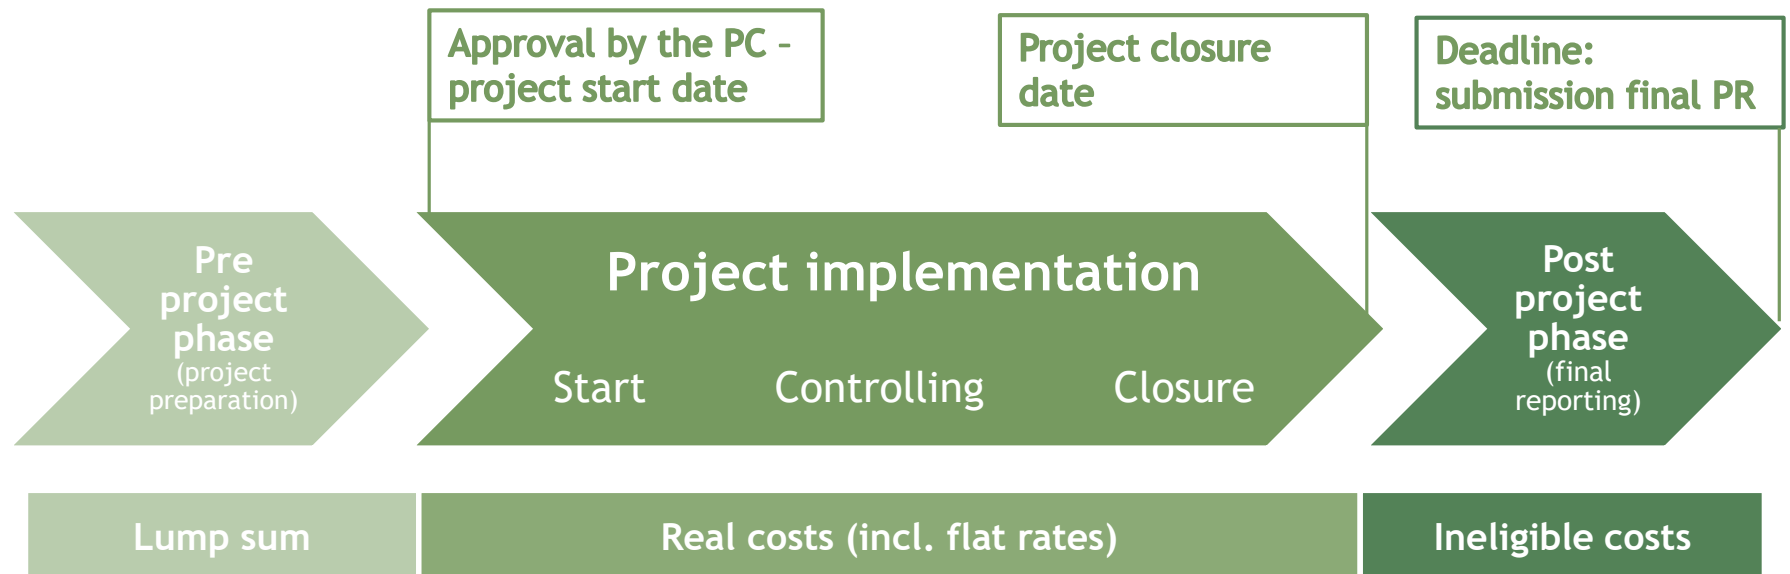 Approval by the PC –
project start date
Project closure
date
Deadline:
submission final PR
Pre
project
phase
(project
preparation)
Project implementation
Start
Controlling
Closure
Post
project
phase
(final
reporting)
Lump sum
Real costs (incl. flat rates)
Ineligible costs